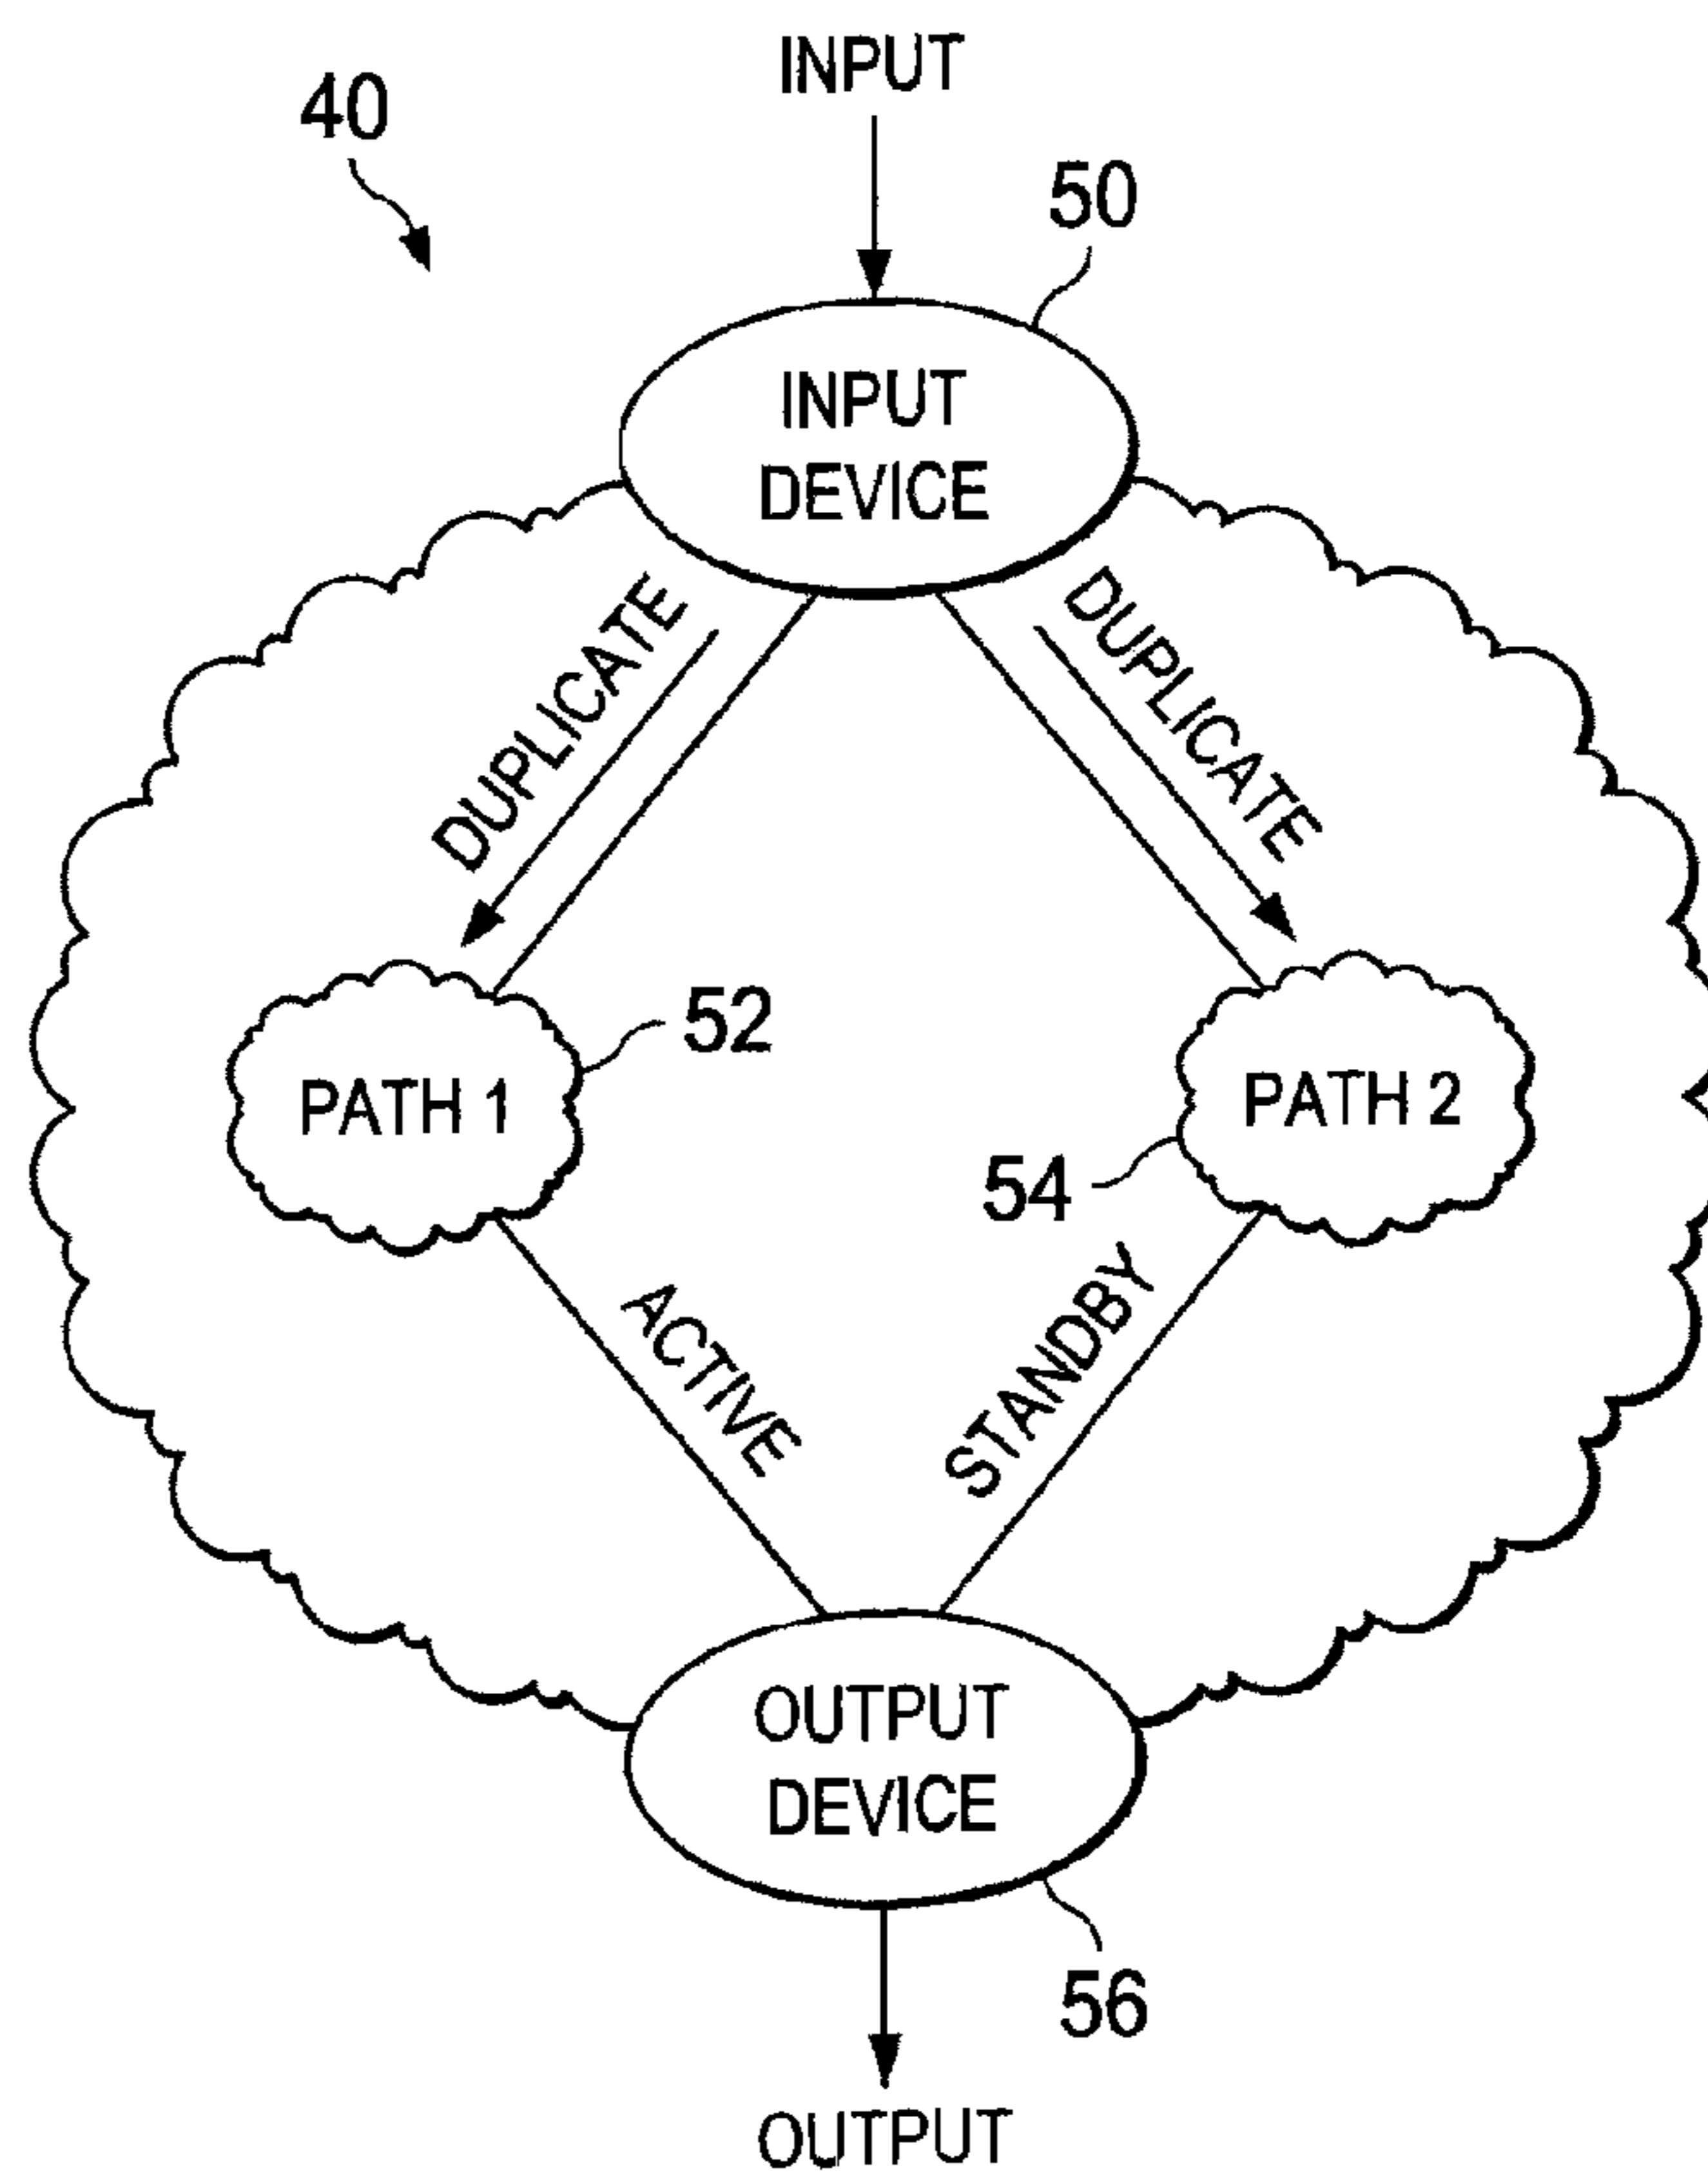 INPUT
40
50
INPUT
DEVICE
DUPLICATE
DUPLICATE
PATH 1
52
PATH 2
54
ACTIVE
STANDBY
OUTPUT
DEVICE
56
OUTPUT